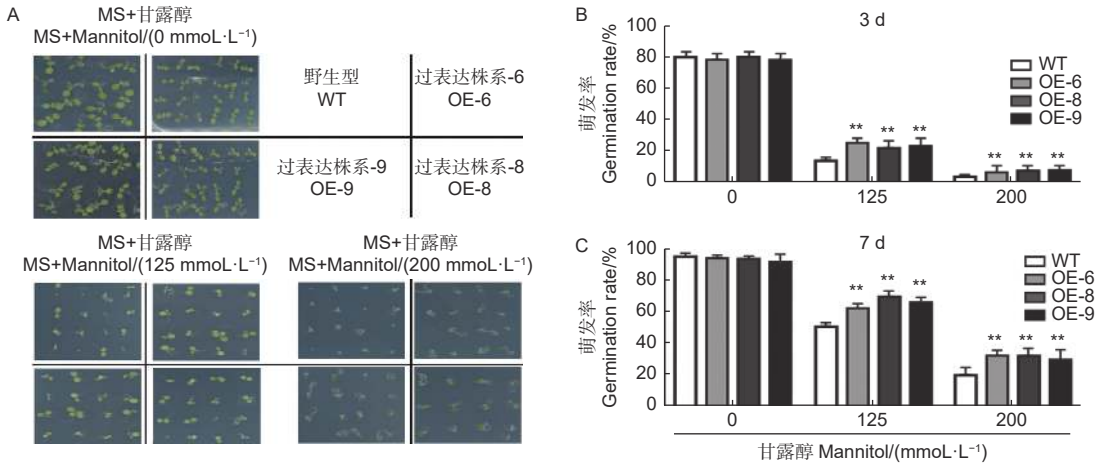 A
MS+甘露醇
MS+Mannitol/(0 mmoL·L⁻¹)
野生型
WT
过表达株系-6
OE-6
过表达株系-9
OE-9
过表达株系-8
OE-8
MS+甘露醇
MS+Mannitol/(125 mmoL·L⁻¹)
MS+甘露醇
MS+Mannitol/(200 mmoL·L⁻¹)
B
3 d
萌发率
Germination rate/%
100
80
60
40
20
0
WT
OE-6
OE-8
OE-9
** ** **
** ** **
0 125 200
C
7 d
萌发率
Germination rate/%
100
80
60
40
20
0
WT
OE-6
OE-8
OE-9
** ** **
** ** **
0 125 200
甘露醇 Mannitol/(mmoL·L⁻¹)